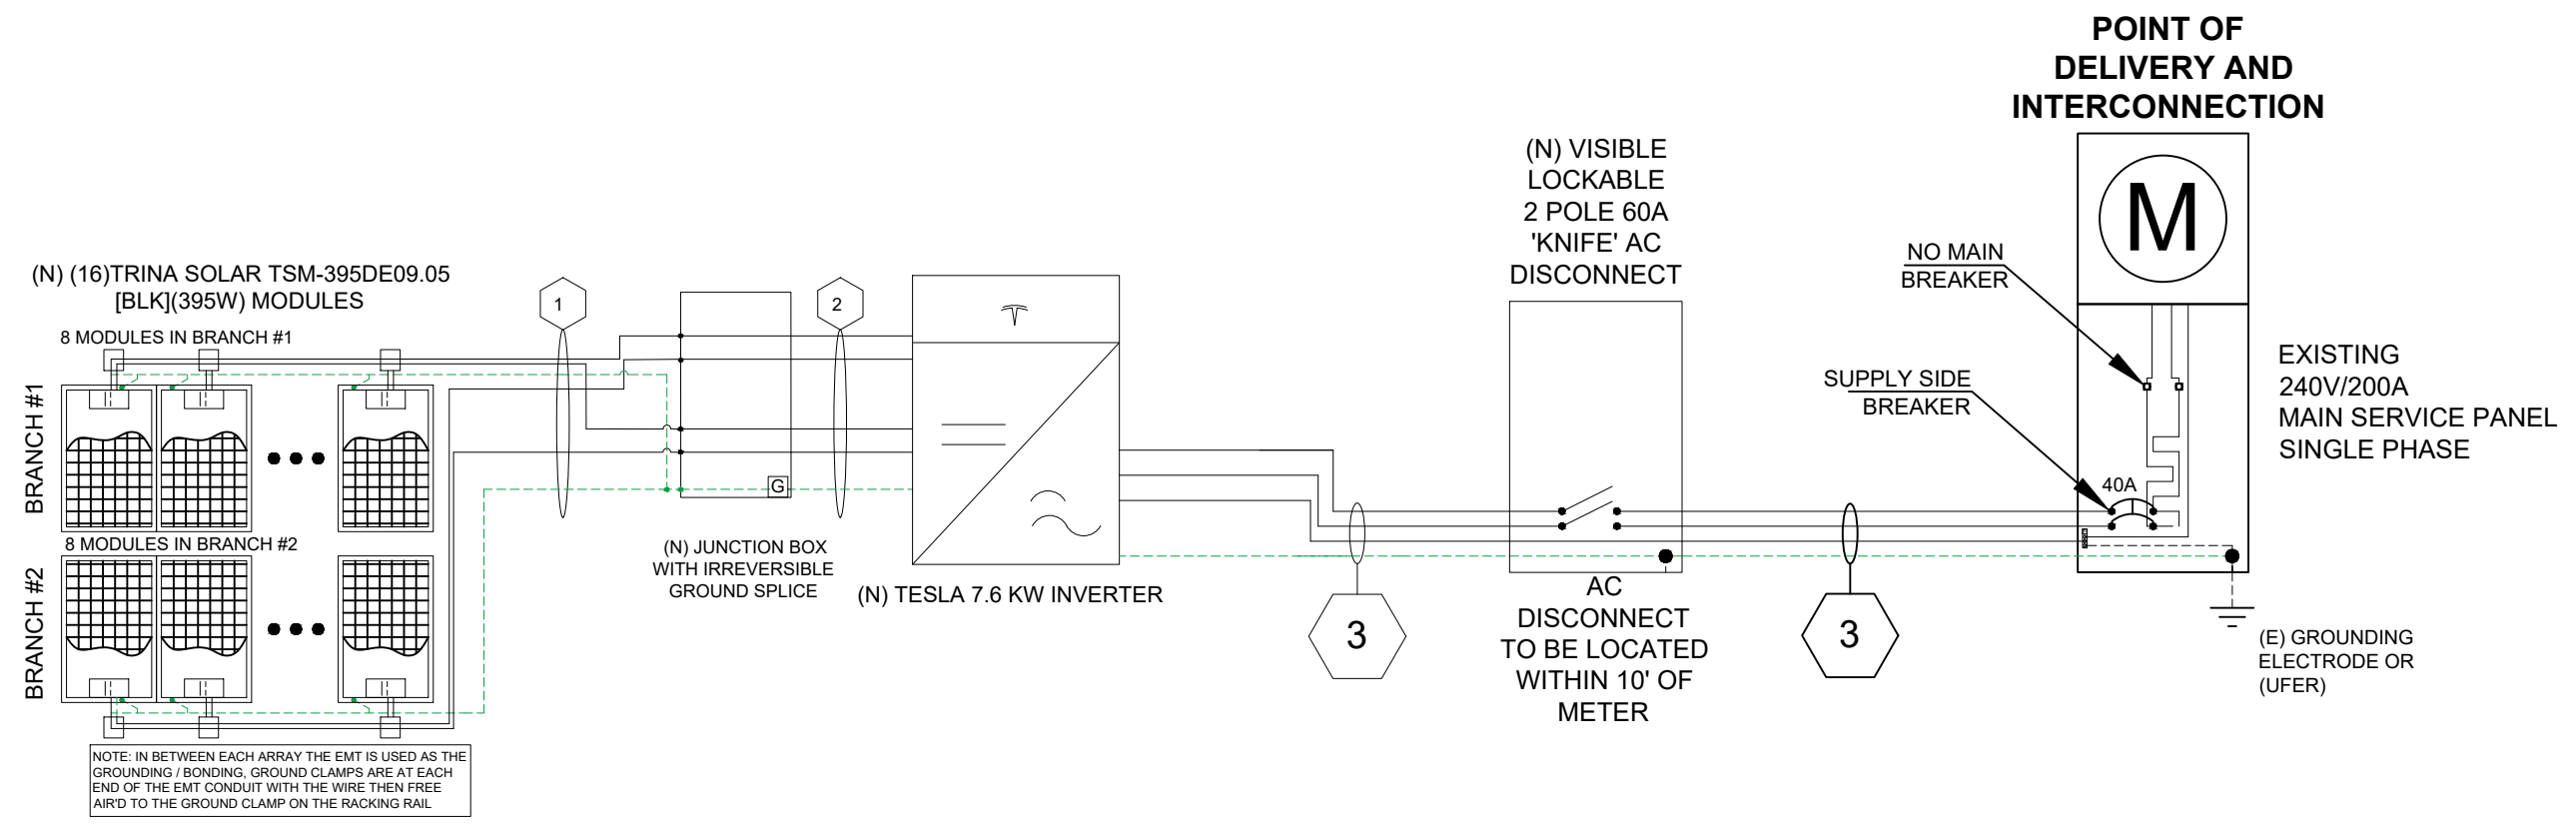 POINT OF
DELIVERY AND
INTERCONNECTION
M
(N) VISIBLE
LOCKABLE
2 POLE 60A
'KNIFE' AC
DISCONNECT
NO MAIN
BREAKER
(N) (16)TRINA SOLAR TSM-395DE09.05
[BLK](395W) MODULES
8 MODULES IN BRANCH #1
1
2
BRANCH #1
SUPPLY SIDE
BREAKER
EXISTING
240V/200A
MAIN SERVICE PANEL
SINGLE PHASE
40A
G
8 MODULES IN BRANCH #2
BRANCH #2
(N) JUNCTION BOX
WITH IRREVERSIBLE
GROUND SPLICE
(N) TESLA 7.6 KW INVERTER
3
AC
DISCONNECT
TO BE LOCATED
WITHIN 10' OF
METER
3
(E) GROUNDING
ELECTRODE OR
(UFER)
NOTE: IN BETWEEN EACH ARRAY THE EMT IS USED AS THE
GROUNDING / BONDING, GROUND CLAMPS ARE AT EACH
END OF THE EMT CONDUIT WITH THE WIRE THEN FREE
AIR'D TO THE GROUND CLAMP ON THE RACKING RAIL